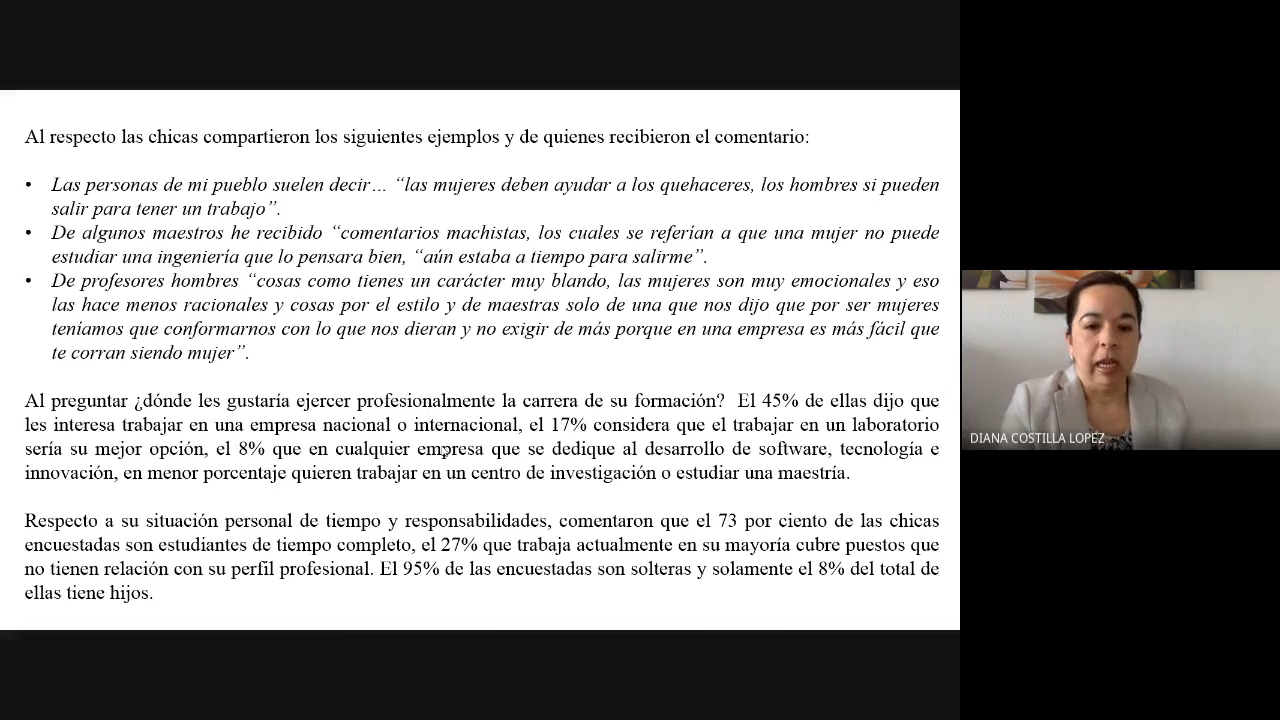 Al respecto las chicas compartieron los siguientes ejemplos y de quienes recibieron el comentario:
• Las personas de mi pueblo suelen decir… “las mujeres deben ayudar a los quehaceres, los hombres si pueden
salir para tener un trabajo”.
• De algunos maestros he recibido “comentarios machistas, los cuales se referían a que una mujer no puede
estudiar una ingeniería que lo pensara bien, “aún estaba a tiempo para salirme”.
• De profesores hombres “cosas como tienes un carácter muy blando, las mujeres son muy emocionales y eso
las hace menos racionales y cosas por el estilo y de maestras solo de una que nos dijo que por ser mujeres
teníamos que conformarnos con lo que nos dieran y no exigir de más porque en una empresa es más fácil que
te corran siendo mujer”.
Al preguntar ¿dónde les gustaría ejercer profesionalmente la carrera de su formación? El 45% de ellas dijo que
les interesa trabajar en una empresa nacional o internacional, el 17% considera que el trabajar en un laboratorio
sería su mejor opción, el 8% que en cualquier empresa que se dedique al desarrollo de software, tecnología e
innovación, en menor porcentaje quieren trabajar en un centro de investigación o estudiar una maestría.
Respecto a su situación personal de tiempo y responsabilidades, comentaron que el 73 por ciento de las chicas
encuestadas son estudiantes de tiempo completo, el 27% que trabaja actualmente en su mayoría cubre puestos que
no tienen relación con su perfil profesional. El 95% de las encuestadas son solteras y solamente el 8% del total de
ellas tiene hijos.
DIANA COSTILLA LOPEZ